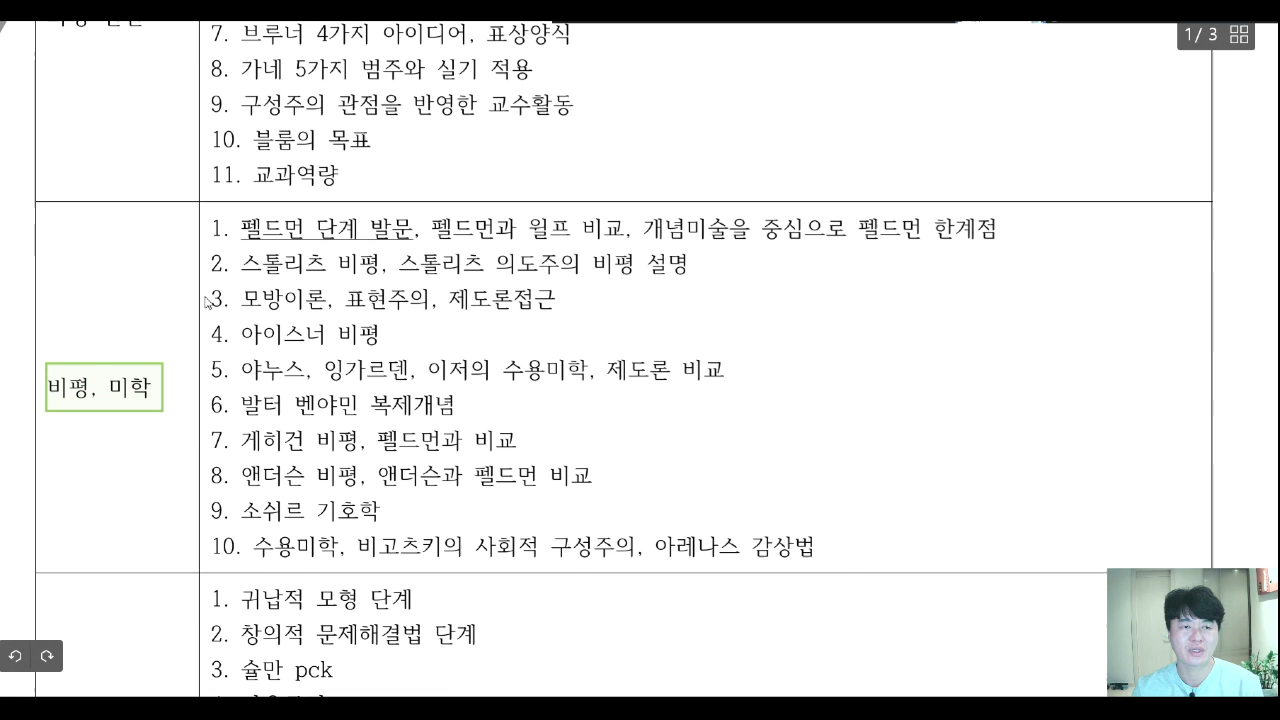 1 / 3
7. 브루너 4가지 아이디어, 표상양식
8. 가네 5가지 범주와 실기 적용
9. 구성주의 관점을 반영한 교수활동
10. 블룸의 목표
11. 교과역량
비평, 미학
1. 펠드먼 단계 발문, 펠드먼과 윌프 비교, 개념미술을 중심으로 펠드먼 한계점
2. 스톨리츠 비평, 스톨리츠 의도주의 비평 설명
3. 모방이론, 표현주의, 제도론접근
4. 아이스너 비평
5. 야누스, 잉가르덴, 이저의 수용미학, 제도론 비교
6. 발터 벤야민 복제개념
7. 게히건 비평, 펠드먼과 비교
8. 앤더슨 비평, 앤더슨과 펠드먼 비교
9. 소쉬르 기호학
10. 수용미학, 비고츠키의 사회적 구성주의, 아레나스 감상법
1. 귀납적 모형 단계
2. 창의적 문제해결법 단계
3. 슐만 pck